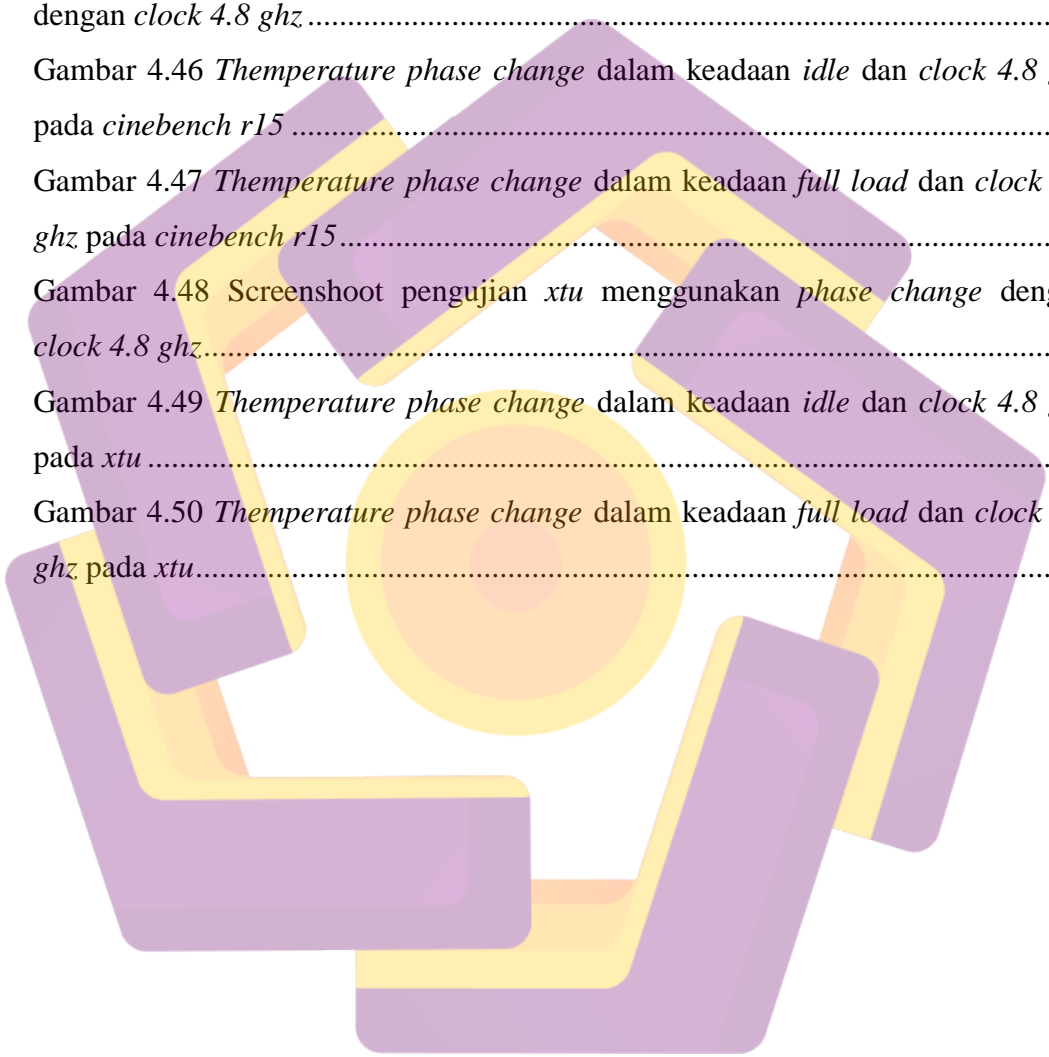 dengan clock 4.8 ghz ........................................................................................
Gambar 4.46 Themperature phase change dalam keadaan idle dan clock 4.8
pada cinebench r15 ........................................................................................
Gambar 4.47 Themperature phase change dalam keadaan full load dan clock
ghz pada cinebench r15 ........................................................................................
Gambar 4.48 Screenshoot pengujian xtu menggunakan phase change
clock 4.8 ghz ........................................................................................
Gambar 4.49 Themperature phase change dalam keadaan idle dan clock 4.8
pada xtu ........................................................................................
Gambar 4.50 Themperature phase change dalam keadaan full load dan clock
ghz pada xtu ........................................................................................